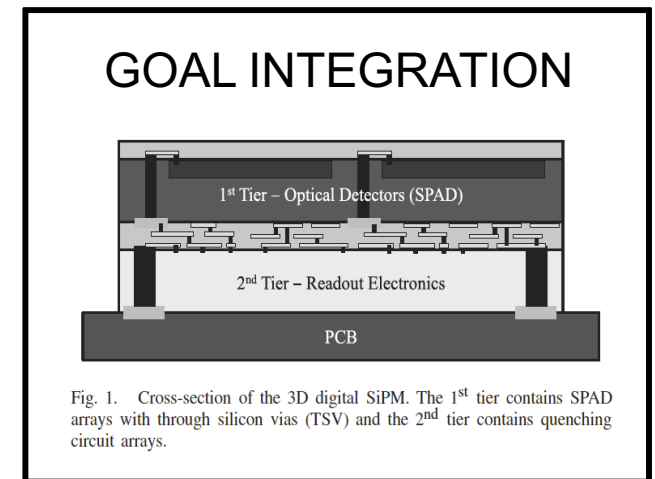 GOAL INTEGRATION
1st Tier – Optical Detectors (SPAD)
2nd Tier – Readout Electronics
PCB
Fig. 1. Cross-section of the 3D digital SiPM. The 1st tier contains SPAD
arrays with through silicon vias (TSV) and the 2nd tier contains quenching
circuit arrays.